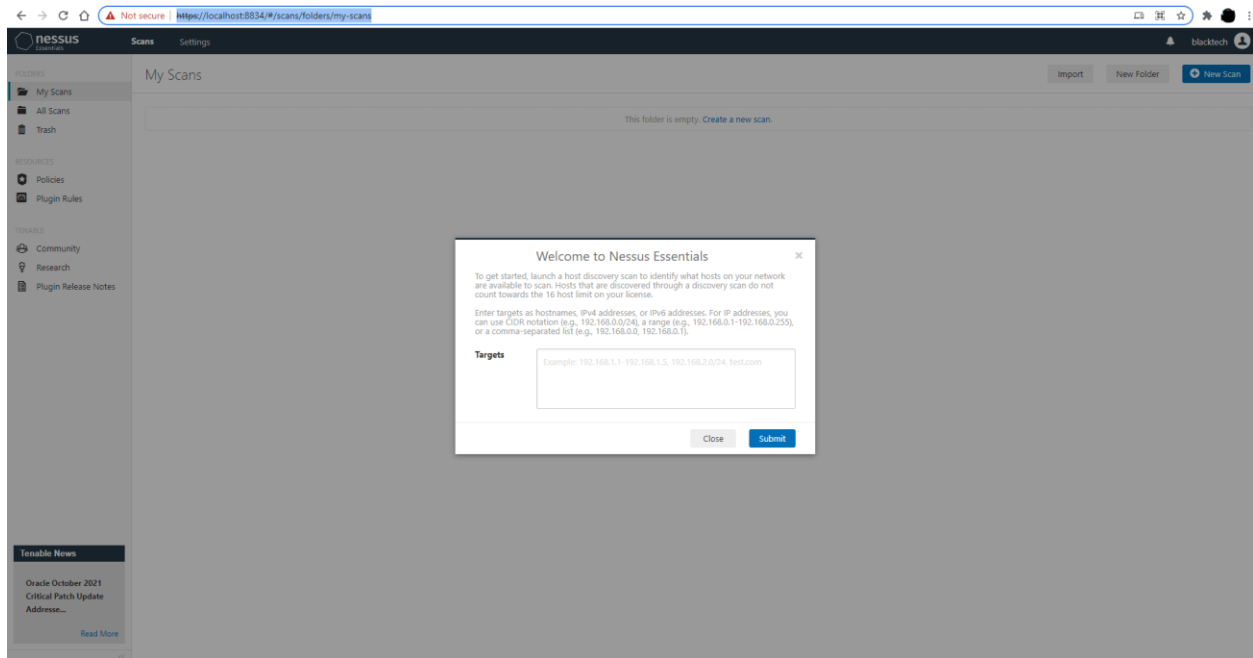 Not secure | https://localhost:8834/#/scans/folders/my-scans
nessus
Essentials
Scans
Settings
blacktech
FOLDERS
My Scans
All Scans
Trash
RESOURCES
Policies
Plugin Rules
TENABLE
Community
Research
Plugin Release Notes
My Scans
Import
New Folder
New Scan
This folder is empty. Create a new scan.
Welcome to Nessus Essentials
To get started, launch a host discovery scan to identify what hosts on your network
are available to scan. Hosts that are discovered through a discovery scan do not
count towards the 16 host limit on your license.
Enter targets as hostnames, IPv4 addresses, or IPv6 addresses. For IP addresses, you
can use CIDR notation (e.g., 192.168.0.0/24), a range (e.g., 192.168.0.1-192.168.0.255),
or a comma-separated list (e.g., 192.168.0.0, 192.168.0.1).
Targets
Example: 192.168.1.1-192.168.1.5, 192.168.2.0/24, test.com
Close
Submit
Tenable News
Oracle October 2021
Critical Patch Update
Addresse...
Read More